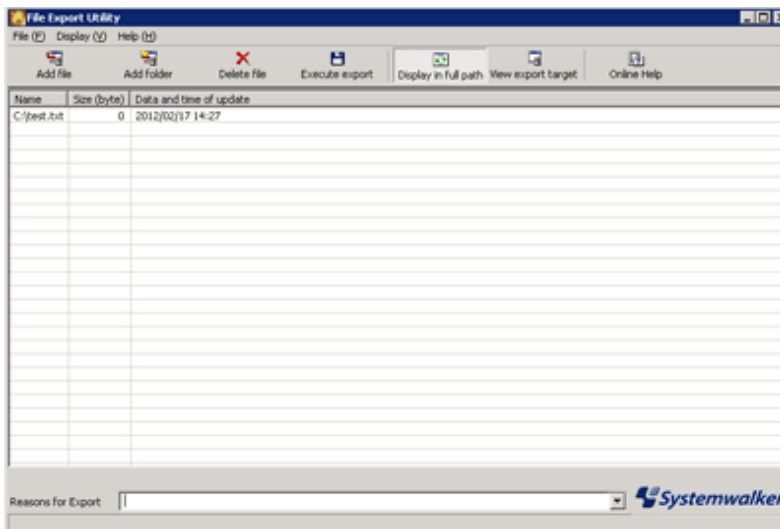 File Export Utility
File (F) Display (V) Help (H)
Add file Add folder Delete file Execute export Display in full path View export target Online Help
Name Size (byte) Data and time of update
C:\test.txt 0 2012/02/17 14:27
Reasons for Export
Systemwalker